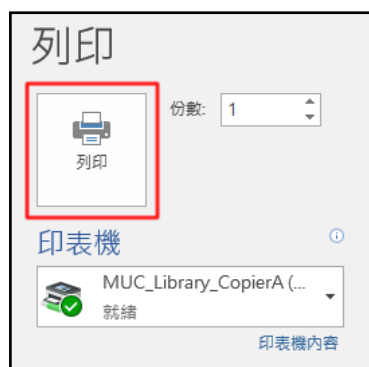 列印
列印
份數: 1
印表機
MUC_Library_CopierA (...
就緒
印表機內容